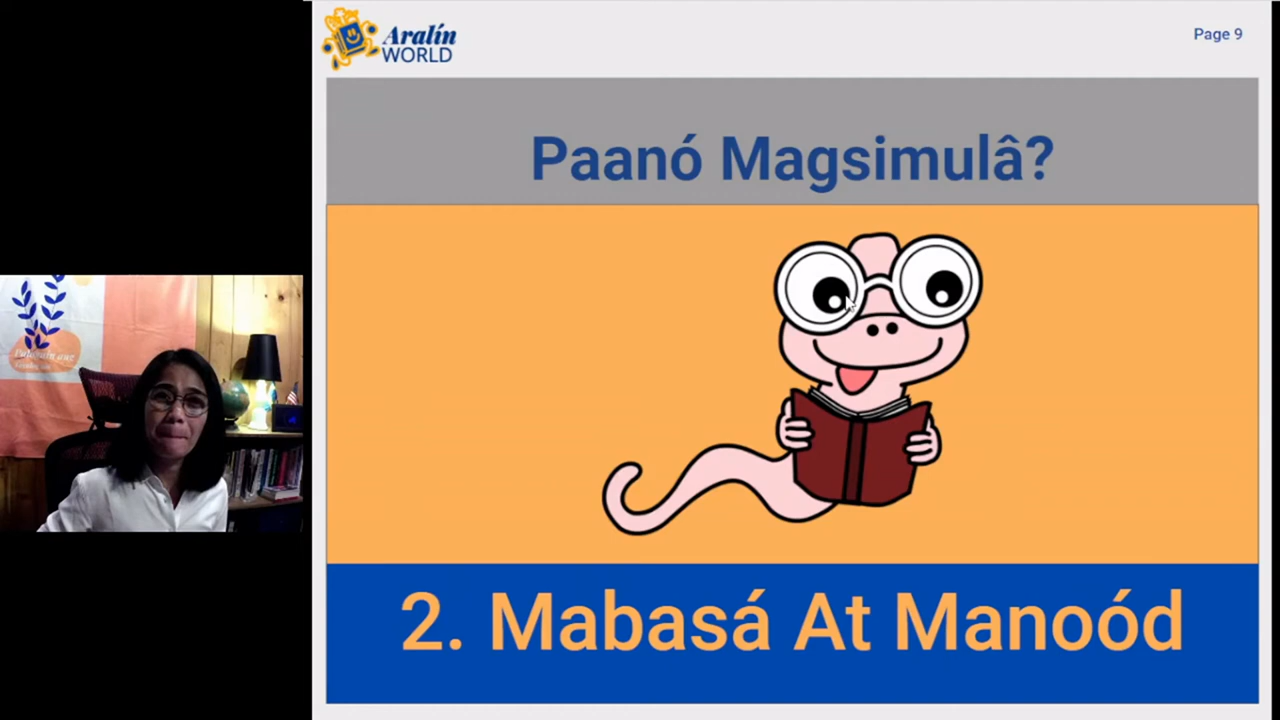 Aralín
WORLD
Page 9
Paanó Magsimulâ?
2. Mabasá At Manoód